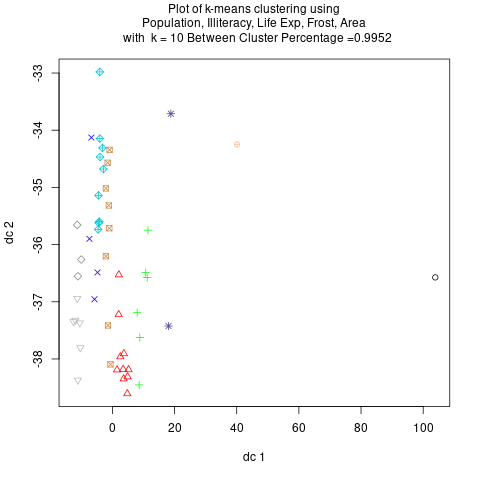 Plot of k-means clustering using
Population, Illiteracy, Life Exp, Frost, Area
with k = 10 Between Cluster Percentage =0.9952
-33
-34
-35
-36
-37
-38
dc 2
0 20 40 60 80 100
dc 1